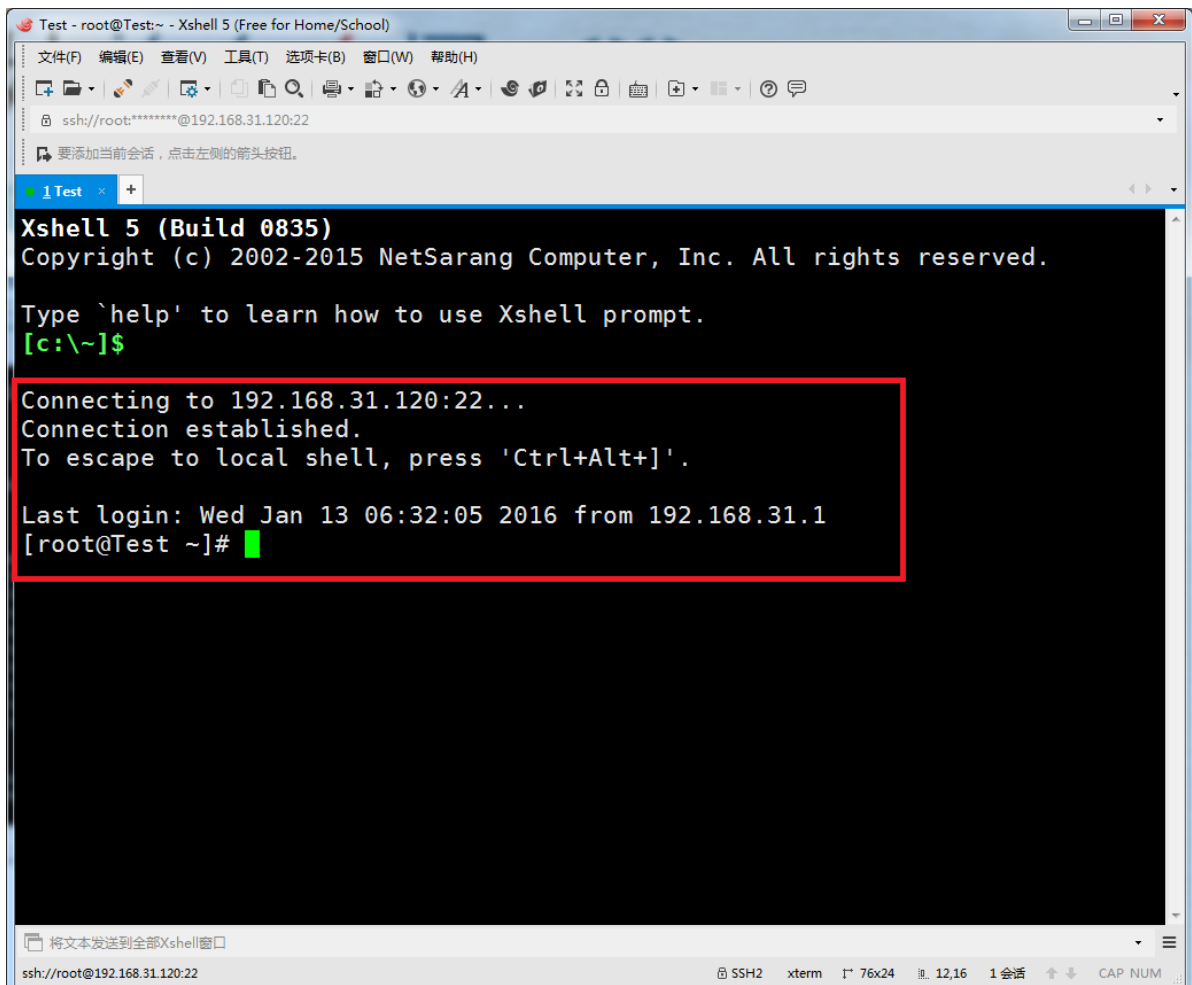 Test - root@Test:~ - Xshell 5 (Free for Home/School)
文件(F) 编辑(E) 查看(V) 工具(T) 选项卡(B) 窗口(W) 帮助(H)
ssh://root:********@192.168.31.120:22
要添加当前会话，点击左侧的箭头按钮。
1 Test × +
Xshell 5 (Build 0835)
Copyright (c) 2002-2015 NetSarang Computer, Inc. All rights reserved.
Type `help' to learn how to use Xshell prompt.
[c:\~]$
Connecting to 192.168.31.120:22...
Connection established.
To escape to local shell, press 'Ctrl+Alt+]'.
Last login: Wed Jan 13 06:32:05 2016 from 192.168.31.1
[root@Test ~]#
将文本发送到全部Xshell窗口
ssh://root@192.168.31.120:22 SSH2 xterm 76x24 12,16 1 会话 CAP NUM